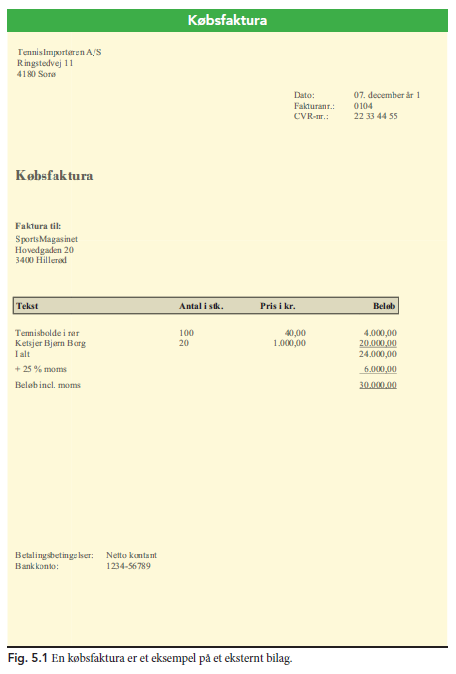 Købsfaktura
TennisImportøren A/S
Ringstedvej 11
4180 Sorø
Dato: 07. december år 1
Fakturanr.: 0104
CVR-nr.: 22 33 44 55
Købsfaktura
Faktura til:
SportsMagasinet
Hovedgaden 20
3400 Hillerød
Tekst Antal i stk. Pris i kr. Beløb
Tennisbolde i rør 100 40,00 4.000,00
Ketsjer Bjørn Borg 20 1.000,00 20.000,00
I alt 24.000,00
+ 25 % moms 6.000,00
Beløb incl. moms 30.000,00
Betalingsbetingelser: Netto kontant
Bankkonto: 1234-56789
Fig. 5.1 En købsfaktura er et eksempel på et eksternt bilag.